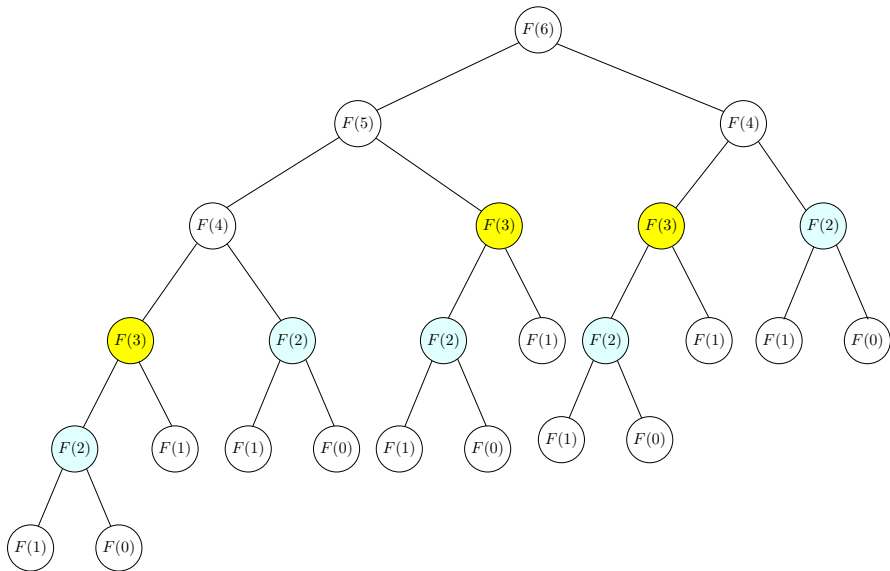 F(6)
F(5) F(4)
F(4) F(3) F(3) F(2)
F(3) F(2) F(2) F(1) F(2) F(1) F(1) F(0)
F(2) F(1) F(1) F(0) F(1) F(0) F(1) F(0)
F(1) F(0)